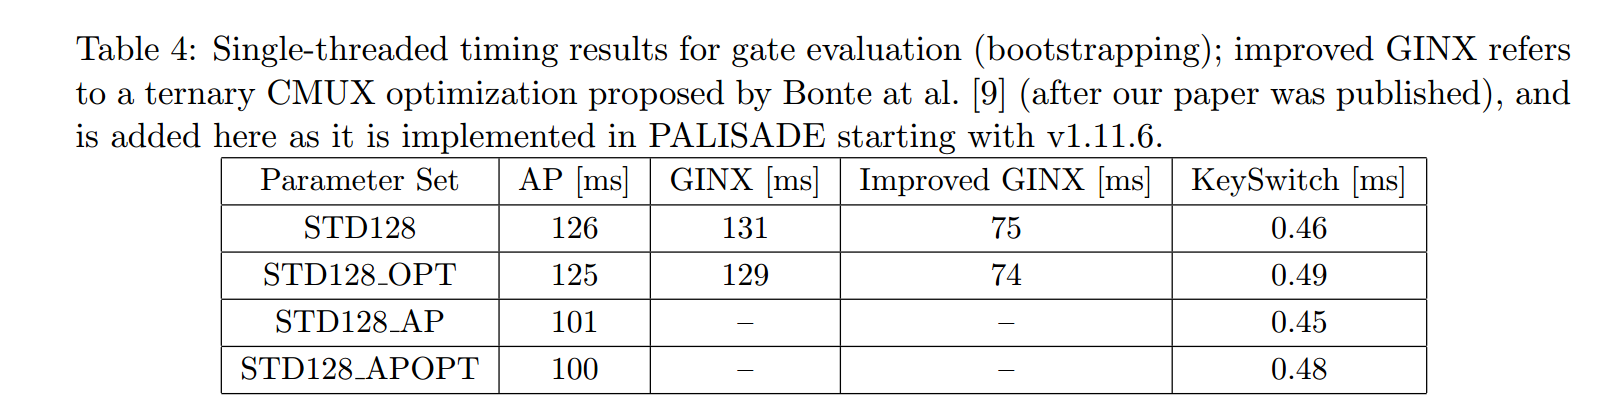 Table 4: Single-threaded timing results for gate evaluation (bootstrapping); improved GINX refers
to a ternary CMUX optimization proposed by Bonte at al. [9] (after our paper was published), and
is added here as it is implemented in PALISADE starting with v1.11.6.
Parameter Set AP [ms] GINX [ms] Improved GINX [ms] KeySwitch [ms]
STD128 126 131 75 0.46
STD128_OPT 125 129 74 0.49
STD128_AP 101 – – 0.45
STD128_APOPT 100 – – 0.48